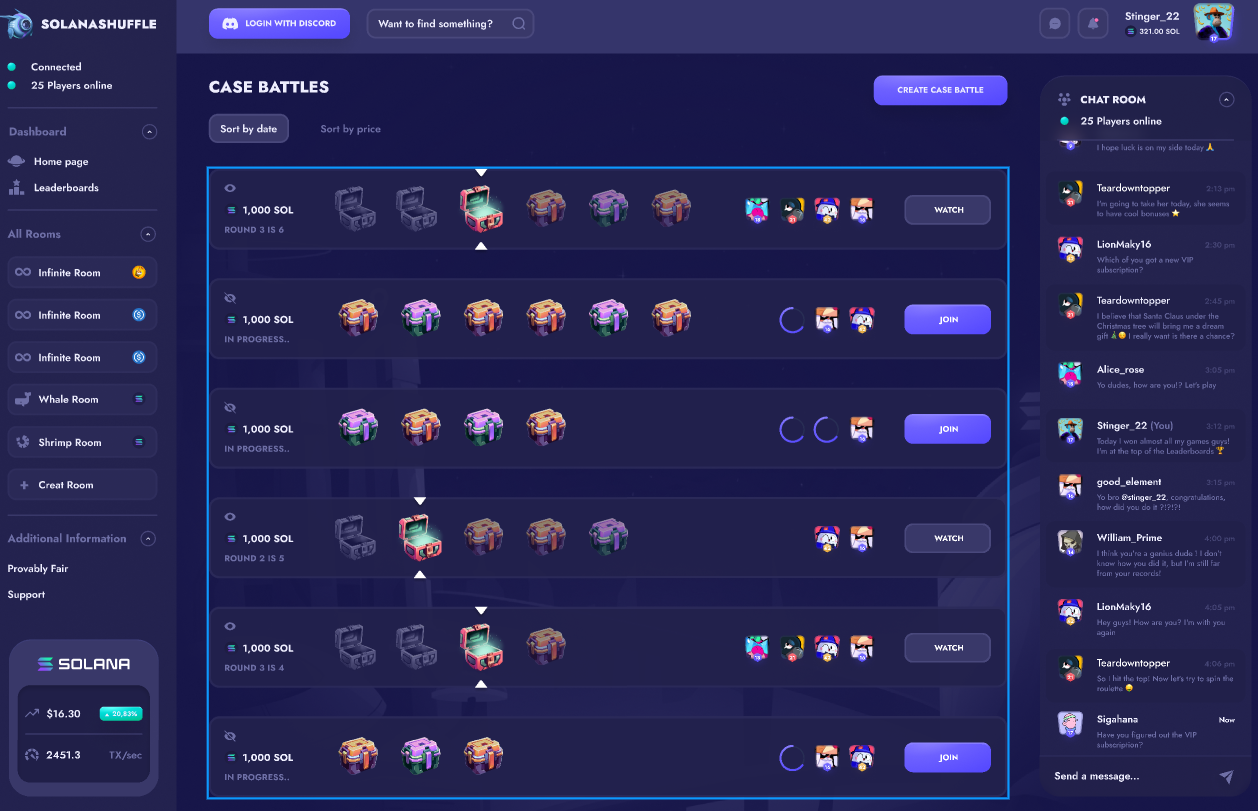 SOLANASHUFFLE
Connected
25 Players online
Dashboard
Home page
Leaderboards
All Rooms
Infinite Room
Infinite Room
Infinite Room
Whale Room
Shrimp Room
Creat Room
Additional Information
Provably Fair
Support
SOLANA
$16.30
20,83%
2451.3 TX/sec
LOGIN WITH DISCORD
Want to find something?
Stinger_22
321.00 SOL
17
CASE BATTLES
CREATE CASE BATTLE
Sort by date
Sort by price
1,000 SOL
ROUND 3 IS 6
WATCH
1,000 SOL
IN PROGRESS..
JOIN
1,000 SOL
IN PROGRESS..
JOIN
1,000 SOL
ROUND 2 IS 5
WATCH
1,000 SOL
ROUND 3 IS 4
WATCH
1,000 SOL
IN PROGRESS..
JOIN
CHAT ROOM
25 Players online
I hope luck is on my side today 🙏
Teardowntopper 2:13 pm
I'm going to take her today, she seems
to have cool bonuses ⭐
LionMaky16 2:30 pm
Which of you got a new VIP
subscription?
Teardowntopper 2:45 pm
I believe that Santa Claus under the
Christmas tree will bring me a dream
gift 🎄😊 I really want is there a chance?
Alice_rose 3:05 pm
Yo dudes, how are you!? Let's play
Stinger_22 (You) 3:12 pm
Today I won almost all my games guys!
I'm at the top of the Leaderboards 🏆
good_element 3:15 pm
Yo bro @stinger_22, congratulations,
how did you do it ?!?!?!
William_Prime 4:00 pm
I think you're a genius dude ! I don't
know how you did it, but I'm still far
from your records!
LionMaky16 4:05 pm
Hey guys! How are you? I'm with you
again
Teardowntopper 4:06 pm
So I hit the top! Now let's try to spin the
roulette 😄
Sigahana Now
Have you figured out the VIP
subscription?
Send a message...